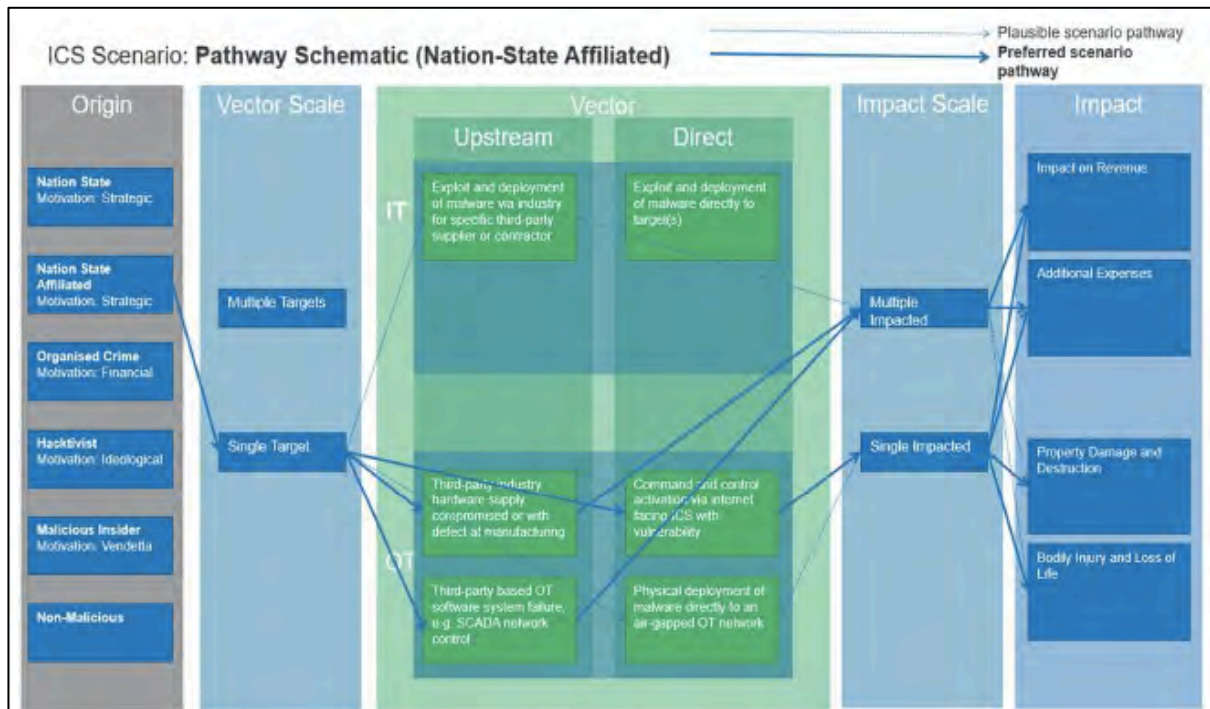 ICS Scenario: Pathway Schematic (Nation-State Affiliated)
Plausible scenario pathway
Preferred scenario
pathway
Origin
Vector Scale
Vector
Impact Scale
Impact
Upstream
Direct
Nation State
Motivation: Strategic
Nation State
Affiliated
Motivation: Strategic
Organised Crime
Motivation: Financial
Hacktivist
Motivation: Ideological
Malicious Insider
Motivation: Vendetta
Non-Malicious
Multiple Targets
Single Target
IT
Exploit and deployment
of malware via industry
for specific third-party
supplier or contractor
Exploit and deployment
of malware directly to
target(s)
OT
Third-party industry
hardware supply
compromised or with
defect at manufacturing
Command and control
activation via internet
facing ICS with
vulnerability
Third-party based OT
software system failure,
e.g. SCADA network
control
Physical deployment of
malware directly to an
air-gapped OT network
Multiple
Impacted
Single Impacted
Impact on Revenue
Additional Expenses
Property Damage and
Destruction
Bodily Injury and Loss of
Life